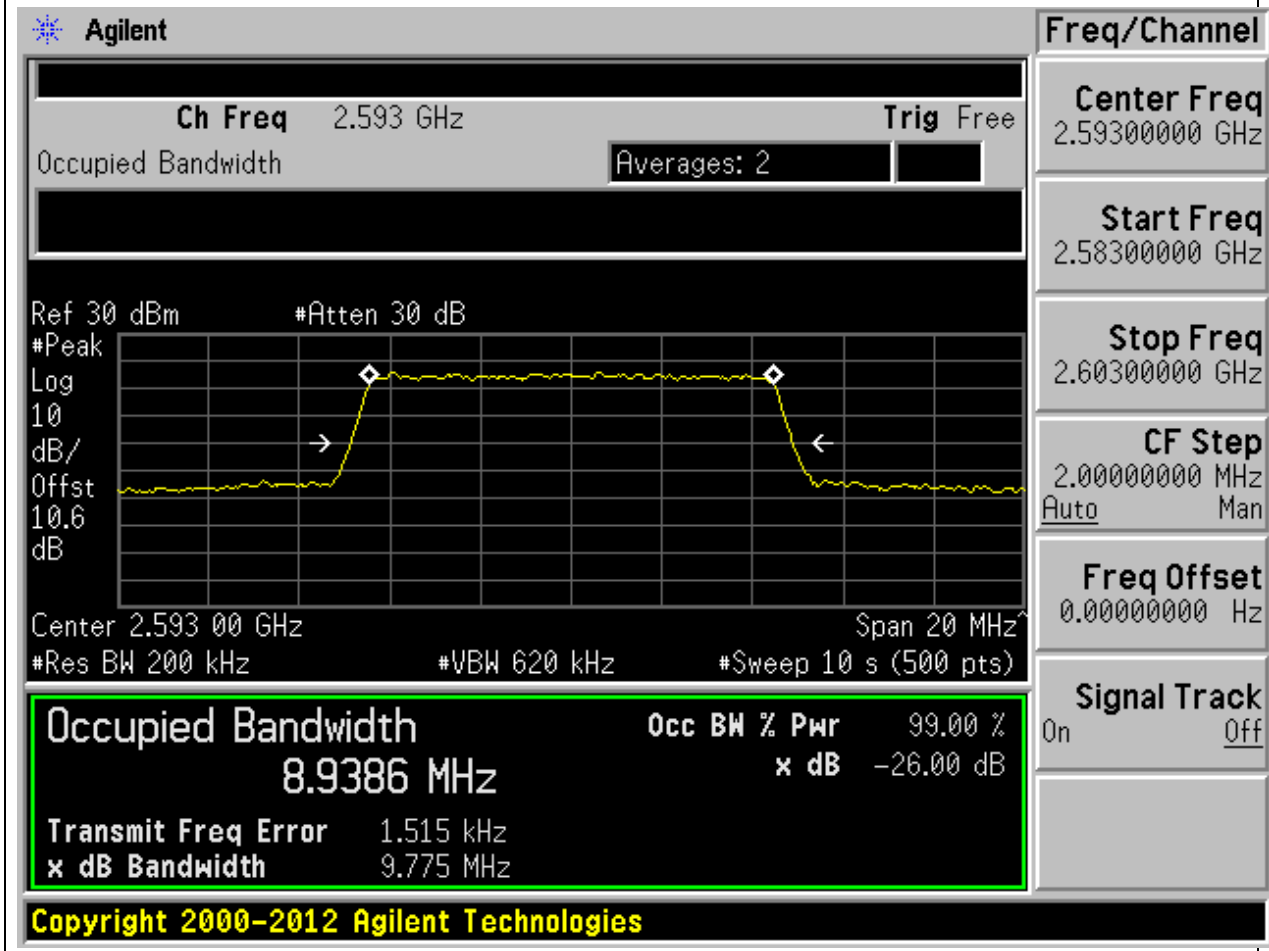 Agilent
Freq/Channel
Ch Freq 2.593 GHz Trig Free
Occupied Bandwidth Averages: 2
Ref 30 dBm #Atten 30 dB
#Peak
Log
10
dB/
Offst
10.6
dB
Center 2.593 00 GHz Span 20 MHz^
#Res BW 200 kHz #VBW 620 kHz #Sweep 10 s (500 pts)
Occupied Bandwidth Occ BW % Pwr 99.00 %
8.9386 MHz x dB -26.00 dB
Transmit Freq Error 1.515 kHz
x dB Bandwidth 9.775 MHz
Copyright 2000-2012 Agilent Technologies
Center Freq
2.59300000 GHz
Start Freq
2.58300000 GHz
Stop Freq
2.60300000 GHz
CF Step
2.00000000 MHz
Auto Man
Freq Offset
0.00000000 Hz
Signal Track
On Off